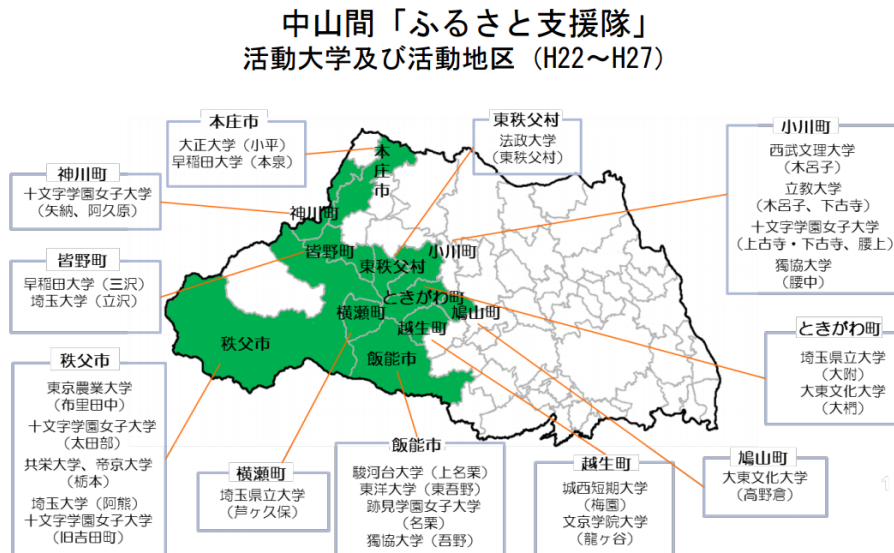 中山間「ふるさと支援隊」
活動大学及び活動地区（H22～H27）
本庄市
大正大学（小平）
早稲田大学（本泉）
東秩父村
法政大学
（東秩父村）
小川町
西武文理大学
（木呂子）
立教大学
（木呂子、下古寺）
十文字学園女子大学
（上古寺・下古寺、腰上）
獨協大学
（腰中）
神川町
十文字学園女子大学
（矢納、阿久原）
皆野町
早稲田大学（三沢）
埼玉大学（立沢）
秩父市
東京農業大学
（布里田中）
十文字学園女子大学
（太田部）
共栄大学、帝京大学
（栃本）
埼玉大学（阿熊）
十文字学園女子大学
（旧吉田町）
横瀬町
埼玉県立大学
（芦ヶ久保）
飯能市
駿河台大学（上名栗）
東洋大学（東吾野）
跡見学園女子大学
（名栗）
獨協大学（吾野）
越生町
城西短期大学
（梅園）
文京学院大学
（龍ヶ谷）
鳩山町
大東文化大学
（高野倉）
ときがわ町
埼玉県立大学
（大附）
大東文化大学
（大椚）
本庄市
神川町
皆野町
東秩父村
小川町
ときがわ町
横瀬町
越生町
鳩山町
秩父市
飯能市